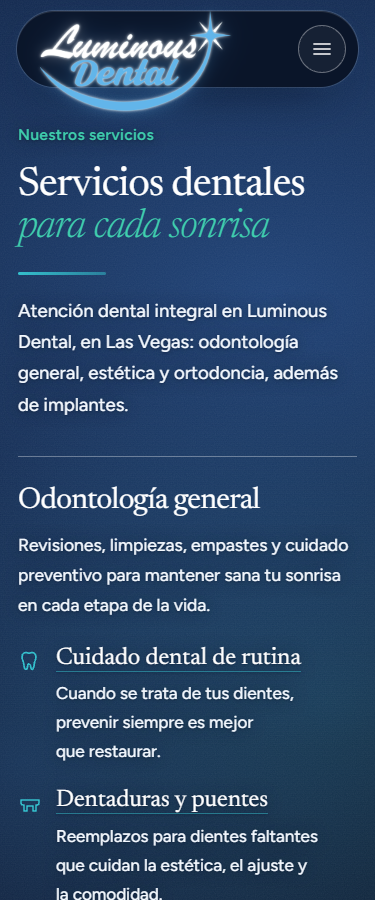 Luminous
Dental
Nuestros servicios
Servicios dentales
para cada sonrisa
Atención dental integral en Luminous
Dental, en Las Vegas: odontología
general, estética y ortodoncia, además
de implantes.
Odontología general
Revisiones, limpiezas, empastes y cuidado
preventivo para mantener sana tu sonrisa
en cada etapa de la vida.
Cuidado dental de rutina
Cuando se trata de tus dientes,
prevenir siempre es mejor
que restaurar.
Dentaduras y puentes
Reemplazos para dientes faltantes
que cuidan la estética, el ajuste y
la comodidad.